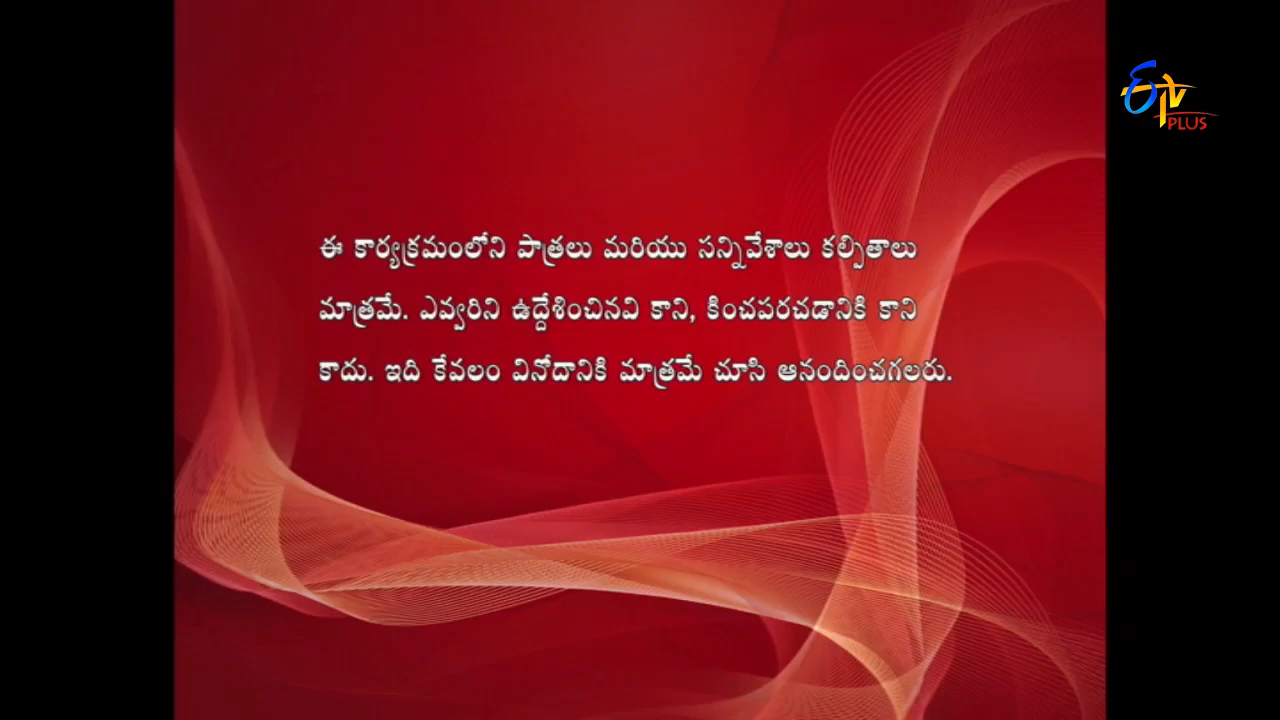 ETV
PLUS
ఈ కార్యక్రమంలోని పాత్రలు మరియు సన్నివేశాలు కల్పితాలు
మాత్రమే. ఎవ్వరిని ఉద్దేశించినవి కాని, కించపరచడానికి కాని
కాదు. ఇది కేవలం వినోదానికి మాత్రమే చూసి ఆనందించగలరు.